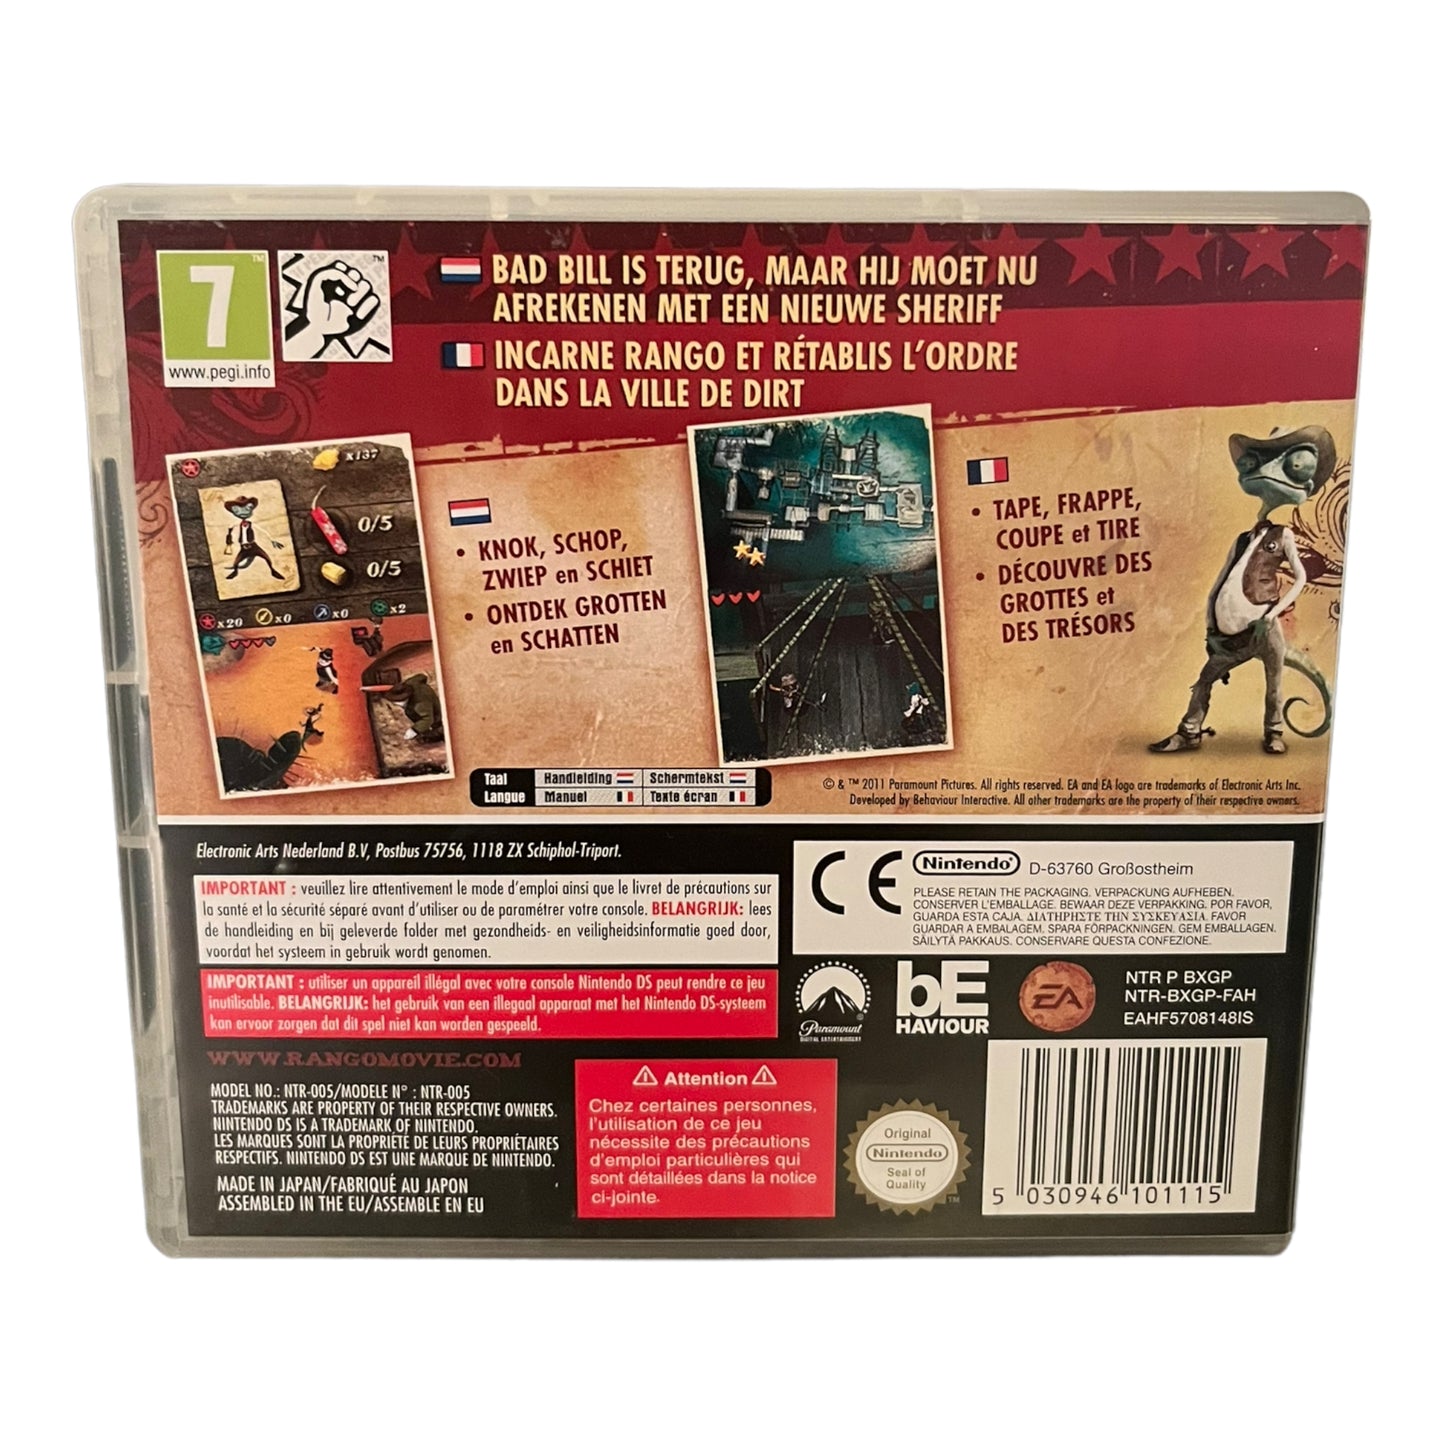 7
™
www.pegi.info
™
BAD BILL IS TERUG, MAAR HIJ MOET NU
AFREKENEN MET EEN NIEUWE SHERIFF
INCARNE RANGO ET RÉTABLIS L'ORDRE
DANS LA VILLE DE DIRT
x137
0/5
0/5
x20 x0 x0 x2
• KNOK, SCHOP,
ZWIEP en SCHIET
• ONTDEK GROTTEN
en SCHATTEN
• TAPE, FRAPPE,
COUPE et TIRE
• DÉCOUVRE DES
GROTTES et
DES TRÉSORS
Taal Handleiding Schermtekst
Langue Manuel Texte écran
© & ™ 2011 Paramount Pictures. All rights reserved. EA and EA logo are trademarks of Electronic Arts Inc.
Developed by Behaviour Interactive. All other trademarks are the property of their respective owners.
Electronic Arts Nederland B.V, Postbus 75756, 1118 ZX Schiphol-Triport.
IMPORTANT : veuillez lire attentivement le mode d'emploi ainsi que le livret de précautions sur
la santé et la sécurité séparé avant d'utiliser ou de paramétrer votre console. BELANGRIJK: lees
de handleiding en bij geleverde folder met gezondheids- en veiligheidsinformatie goed door,
voordat het systeem in gebruik wordt genomen.
IMPORTANT : utiliser un appareil illégal avec votre console Nintendo DS peut rendre ce jeu
inutilisable. BELANGRIJK: het gebruik van een illegaal apparaat met het Nintendo DS-systeem
kan ervoor zorgen dat dit spel niet kan worden gespeeld.
WWW.RANGOMOVIE.COM
MODEL NO.: NTR-005/MODELE N° : NTR-005
TRADEMARKS ARE PROPERTY OF THEIR RESPECTIVE OWNERS.
NINTENDO DS IS A TRADEMARK OF NINTENDO.
LES MARQUES SONT LA PROPRIÉTÉ DE LEURS PROPRIÉTAIRES
RESPECTIFS. NINTENDO DS EST UNE MARQUE DE NINTENDO.
MADE IN JAPAN/FABRIQUÉ AU JAPON
ASSEMBLED IN THE EU/ASSEMBLE EN EU
Attention
Chez certaines personnes,
l'utilisation de ce jeu
nécessite des précautions
d'emploi particulières qui
sont détaillées dans la notice
ci-jointe.
CE
Nintendo® D-63760 Großostheim
PLEASE RETAIN THE PACKAGING. VERPACKUNG AUFHEBEN.
CONSERVER L'EMBALLAGE. BEWAAR DEZE VERPAKKING. POR FAVOR,
GUARDA ESTA CAJA. ΔΙΑΤΗΡΗΣΤΕ ΤΗΝ ΣΥΣΚΕΥΑΣΙΑ. FAVOR
GUARDAR A EMBALAGEM. SPARA FÖRPACKNINGEN. GEM EMBALLAGEN.
SÄILYTÄ PAKKAUS. CONSERVARE QUESTA CONFEZIONE.
Paramount
DIGITAL ENTERTAINMENT
bE
HAVIOUR
EA
NTR P BXGP
NTR-BXGP-FAH
EAHF5708148IS
Original
Nintendo
Seal of
Quality
™
5 030946 101115